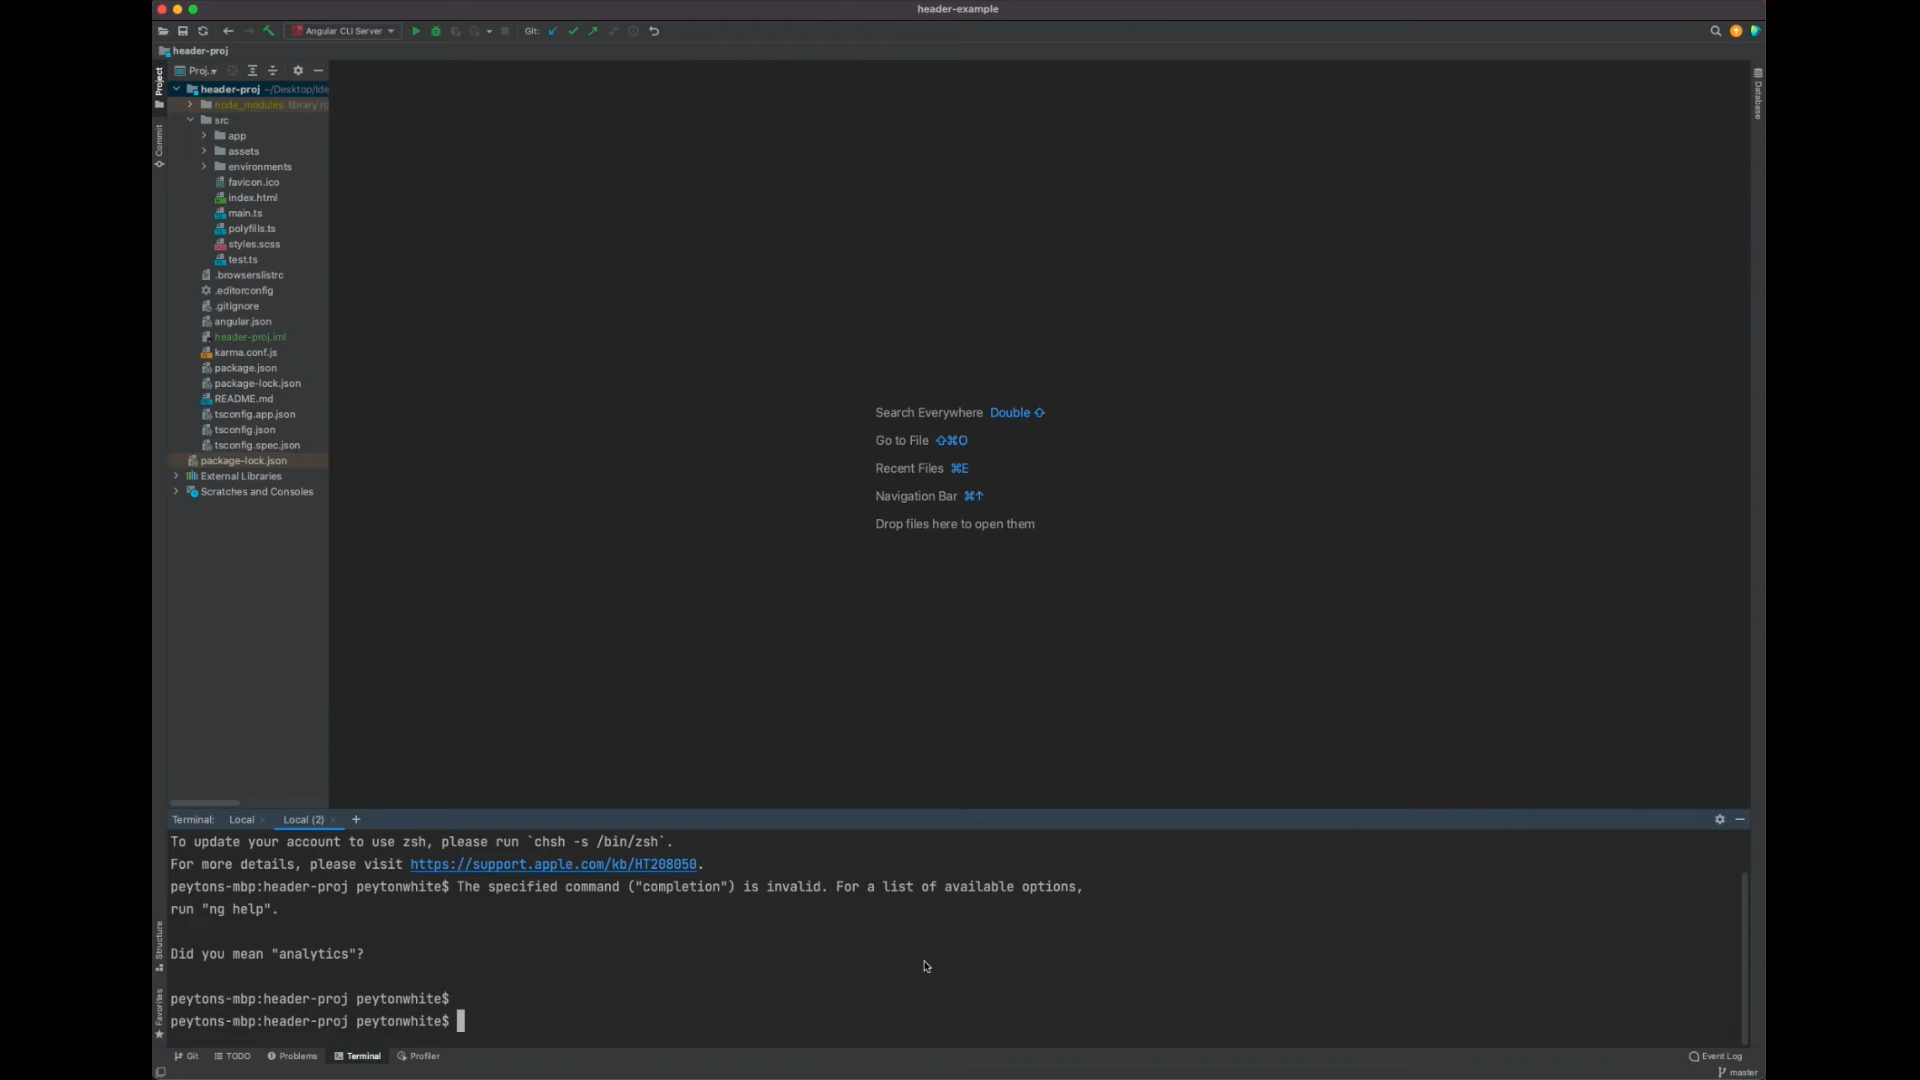 header-example
Angular CLI Server
Git:
header-proj
Project
Proj.
header-proj ~/Desktop/Ide
node_modules library ro
src
Commit
app
assets
environments
favicon.ico
index.html
main.ts
polyfills.ts
styles.scss
test.ts
.browserslistrc
.editorconfig
.gitignore
angular.json
header-proj.iml
karma.conf.js
package.json
package-lock.json
README.md
tsconfig.app.json
tsconfig.json
tsconfig.spec.json
package-lock.json
External Libraries
Scratches and Consoles
Database
Search Everywhere Double ⇧
Go to File ⇧⌘O
Recent Files ⌘E
Navigation Bar ⌘↑
Drop files here to open them
Terminal: Local × Local (2) × +
To update your account to use zsh, please run `chsh -s /bin/zsh`.
For more details, please visit https://support.apple.com/kb/HT208050.
peytons-mbp:header-proj peytonwhite$ The specified command ("completion") is invalid. For a list of available options,
run "ng help".
Did you mean "analytics"?
peytons-mbp:header-proj peytonwhite$
peytons-mbp:header-proj peytonwhite$
Structure
Favorites
Git TODO Problems Terminal Profiler
Event Log
master